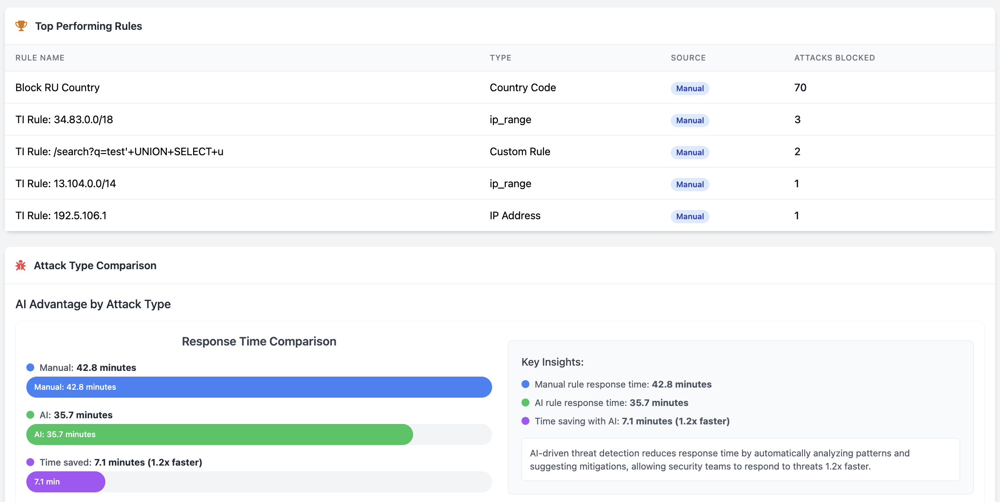 Top Performing Rules
RULE NAME TYPE SOURCE ATTACKS BLOCKED
Block RU Country Country Code Manual 70
TI Rule: 34.83.0.0/18 ip_range Manual 3
TI Rule: /search?q=test'+UNION+SELECT+u Custom Rule Manual 2
TI Rule: 13.104.0.0/14 ip_range Manual 1
TI Rule: 192.5.106.1 IP Address Manual 1
Attack Type Comparison
AI Advantage by Attack Type
Response Time Comparison
Manual: 42.8 minutes
Manual: 42.8 minutes
AI: 35.7 minutes
AI: 35.7 minutes
Time saved: 7.1 minutes (1.2x faster)
7.1 min
Key Insights:
Manual rule response time: 42.8 minutes
AI rule response time: 35.7 minutes
Time saving with AI: 7.1 minutes (1.2x faster)
AI-driven threat detection reduces response time by automatically analyzing patterns and
suggesting mitigations, allowing security teams to respond to threats 1.2x faster.